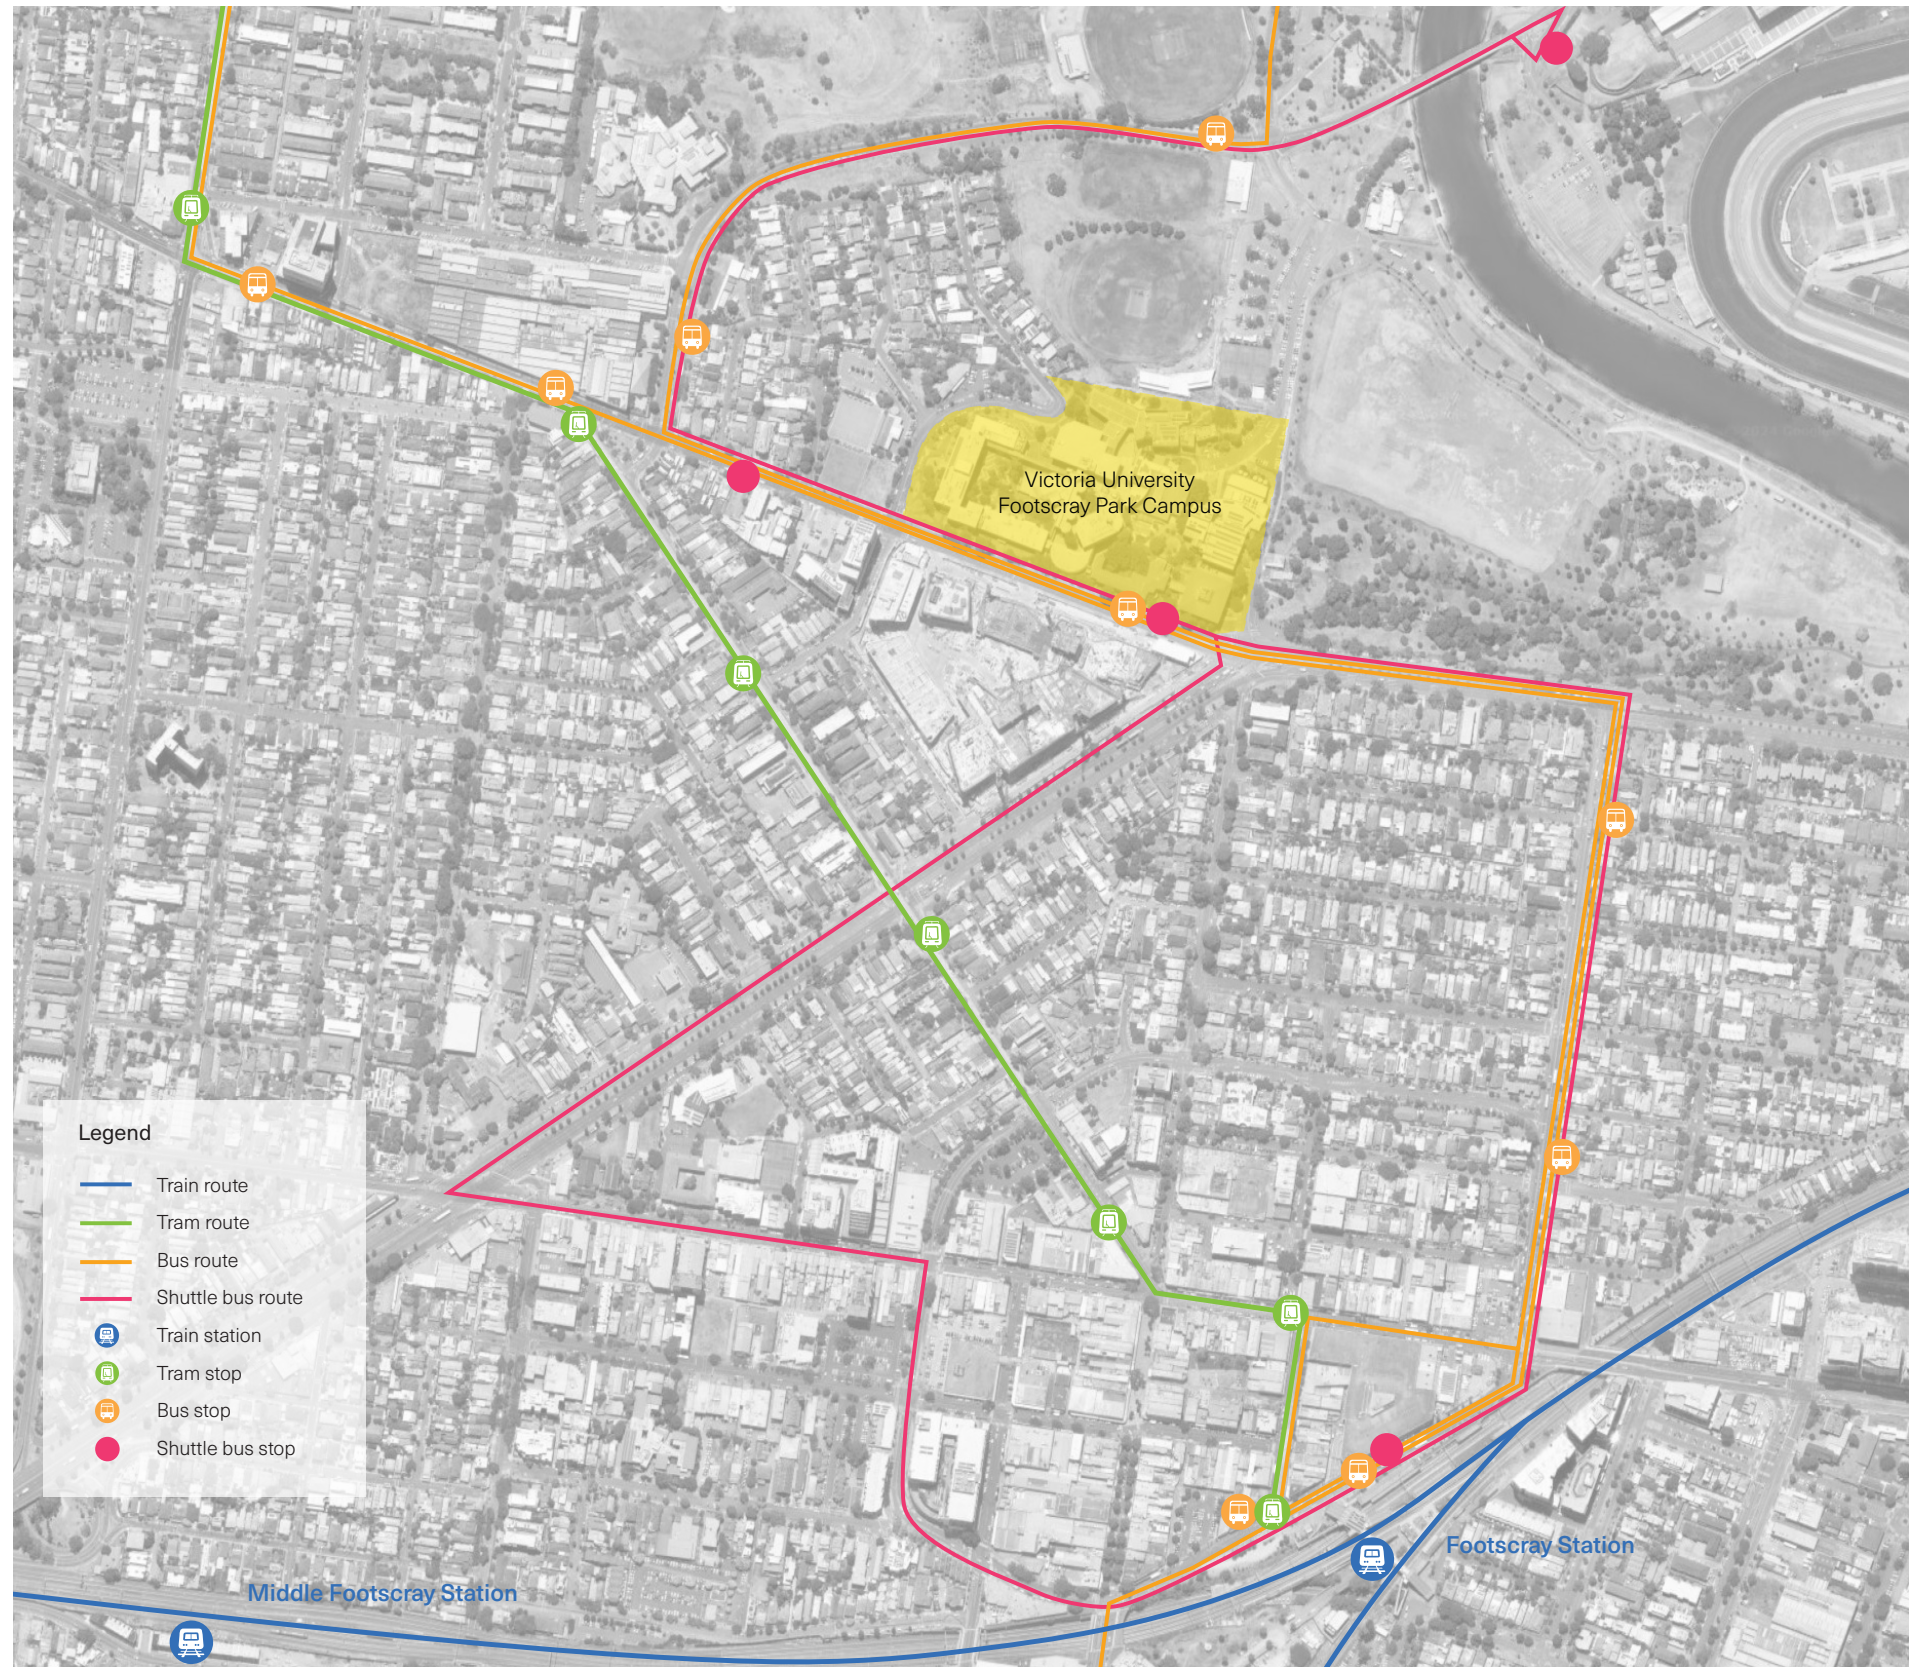 Victoria University
Footscray Park Campus
Legend
Train route
Tram route
Bus route
Shuttle bus route
Train station
Tram stop
Bus stop
Shuttle bus stop
Footscray Station
Middle Footscray Station